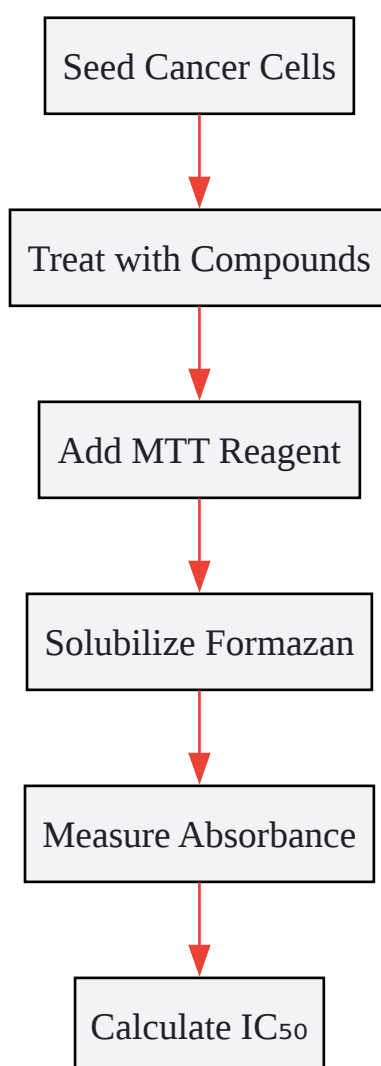 Seed Cancer Cells
Treat with Compounds
Add MTT Reagent
Solubilize Formazan
Measure Absorbance
Calculate IC₅₀